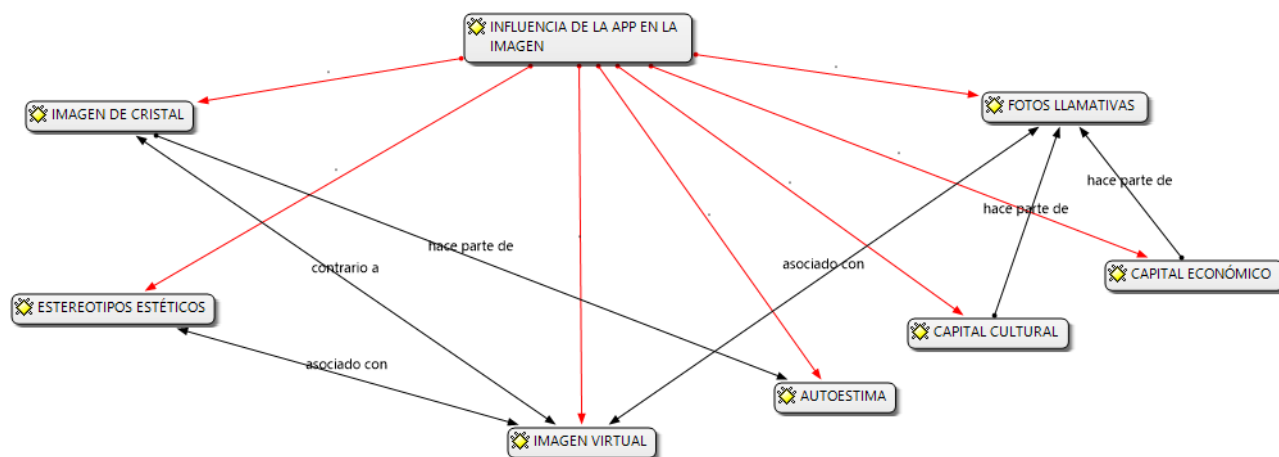 INFLUENCIA DE LA APP EN LA
IMAGEN
IMAGEN DE CRISTAL
FOTOS LLAMATIVAS
hace parte de
hace parte de
hace parte de
asociado con
contrario a
CAPITAL ECONÓMICO
ESTEREOTIPOS ESTÉTICOS
CAPITAL CULTURAL
asociado con
AUTOESTIMA
IMAGEN VIRTUAL